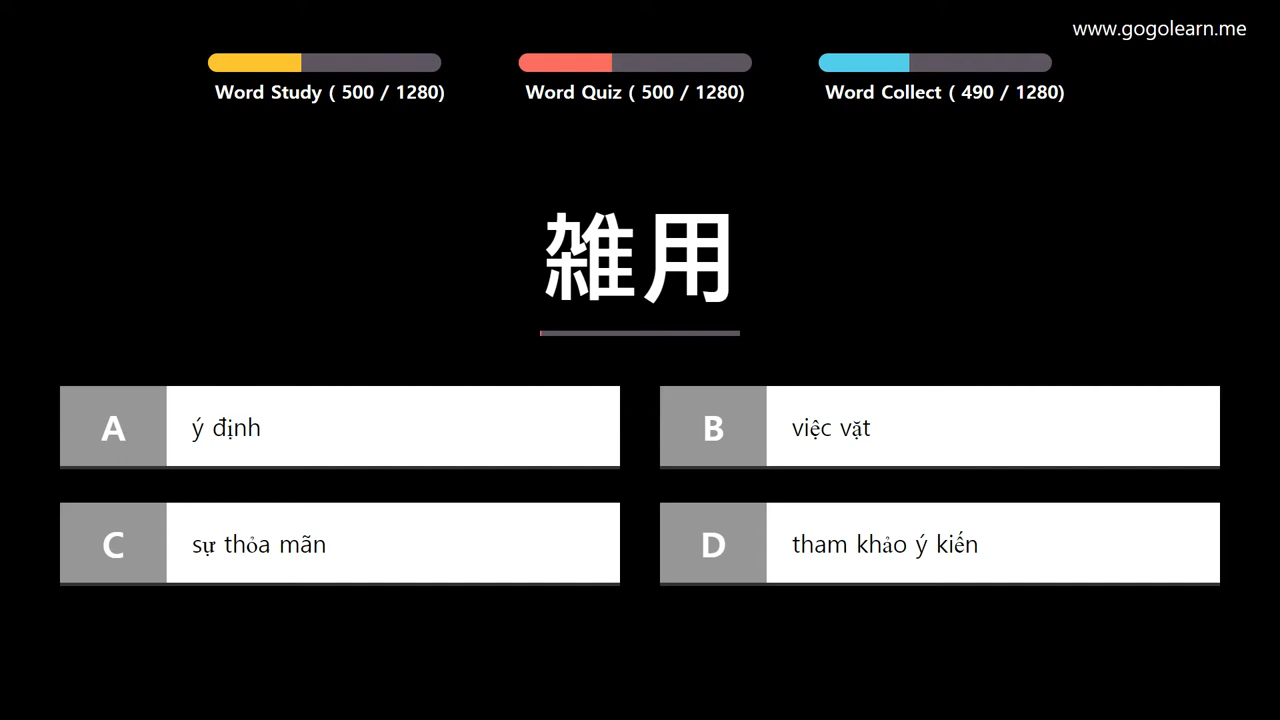 www.gogolearn.me
Word Study ( 500 / 1280)
Word Quiz ( 500 / 1280)
Word Collect ( 490 / 1280)
雑用
A ý định
B việc vặt
C sự thỏa mãn
D tham khảo ý kiến